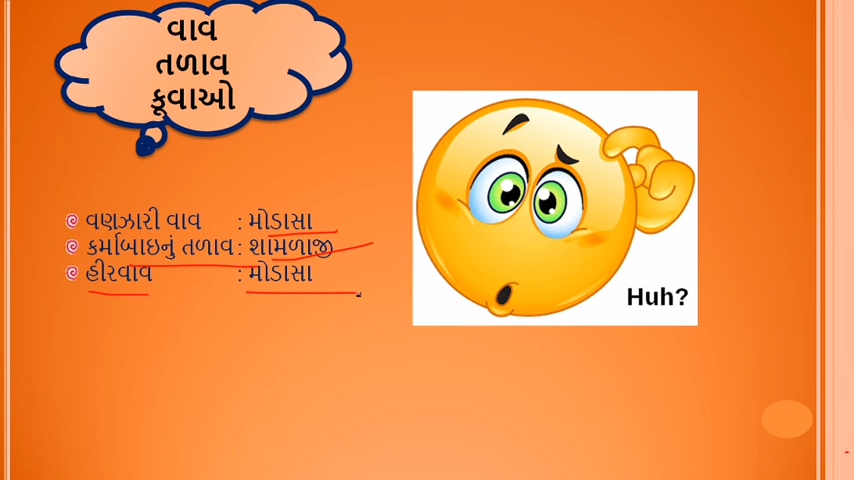 વાવ
તળાવ
કૂવાઓ
વણઝારી વાવ : મોડાસા
કર્માબાઇનું તળાવ : શામળાજી
હીરવાવ : મોડાસા
Huh?